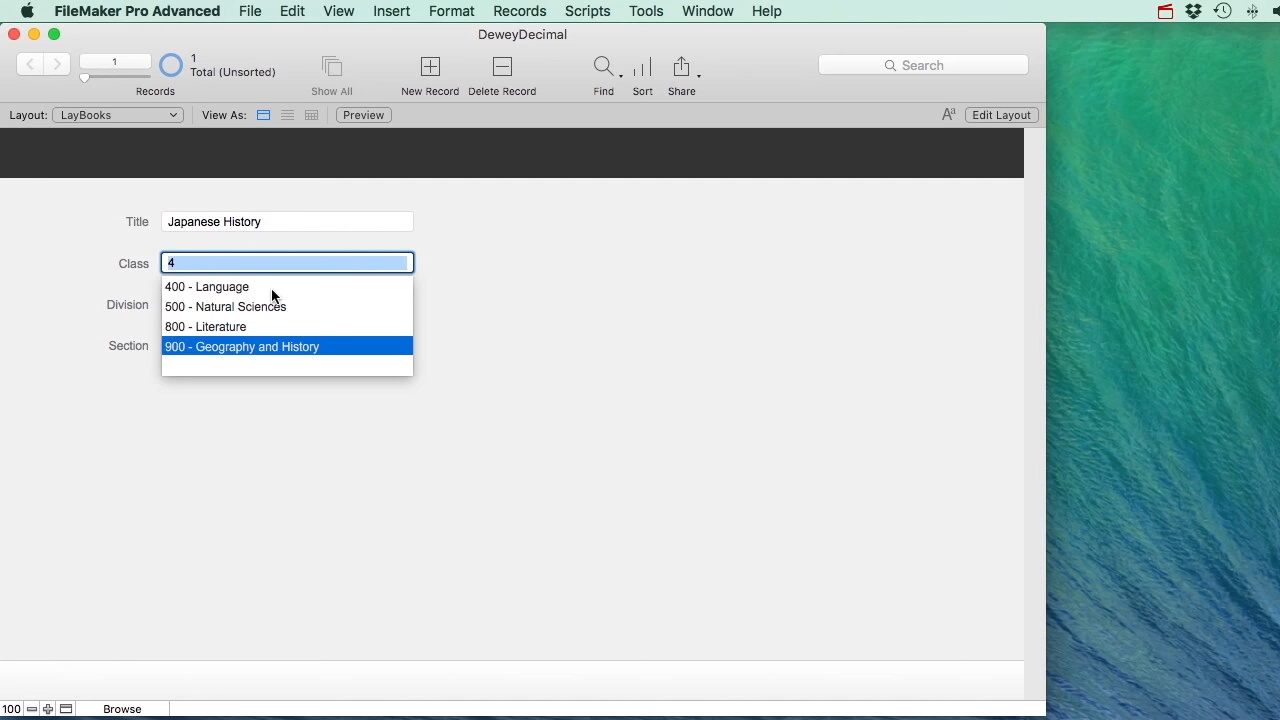 FileMaker Pro Advanced File Edit View Insert Format Records Scripts Tools Window Help
DeweyDecimal
1
1
Total (Unsorted)
Search
Records Show All New Record Delete Record Find Sort Share
Layout: LayBooks View As: Preview Aa Edit Layout
Title Japanese History
Class 4
400 - Language
Division
500 - Natural Sciences
800 - Literature
Section
900 - Geography and History
100 Browse